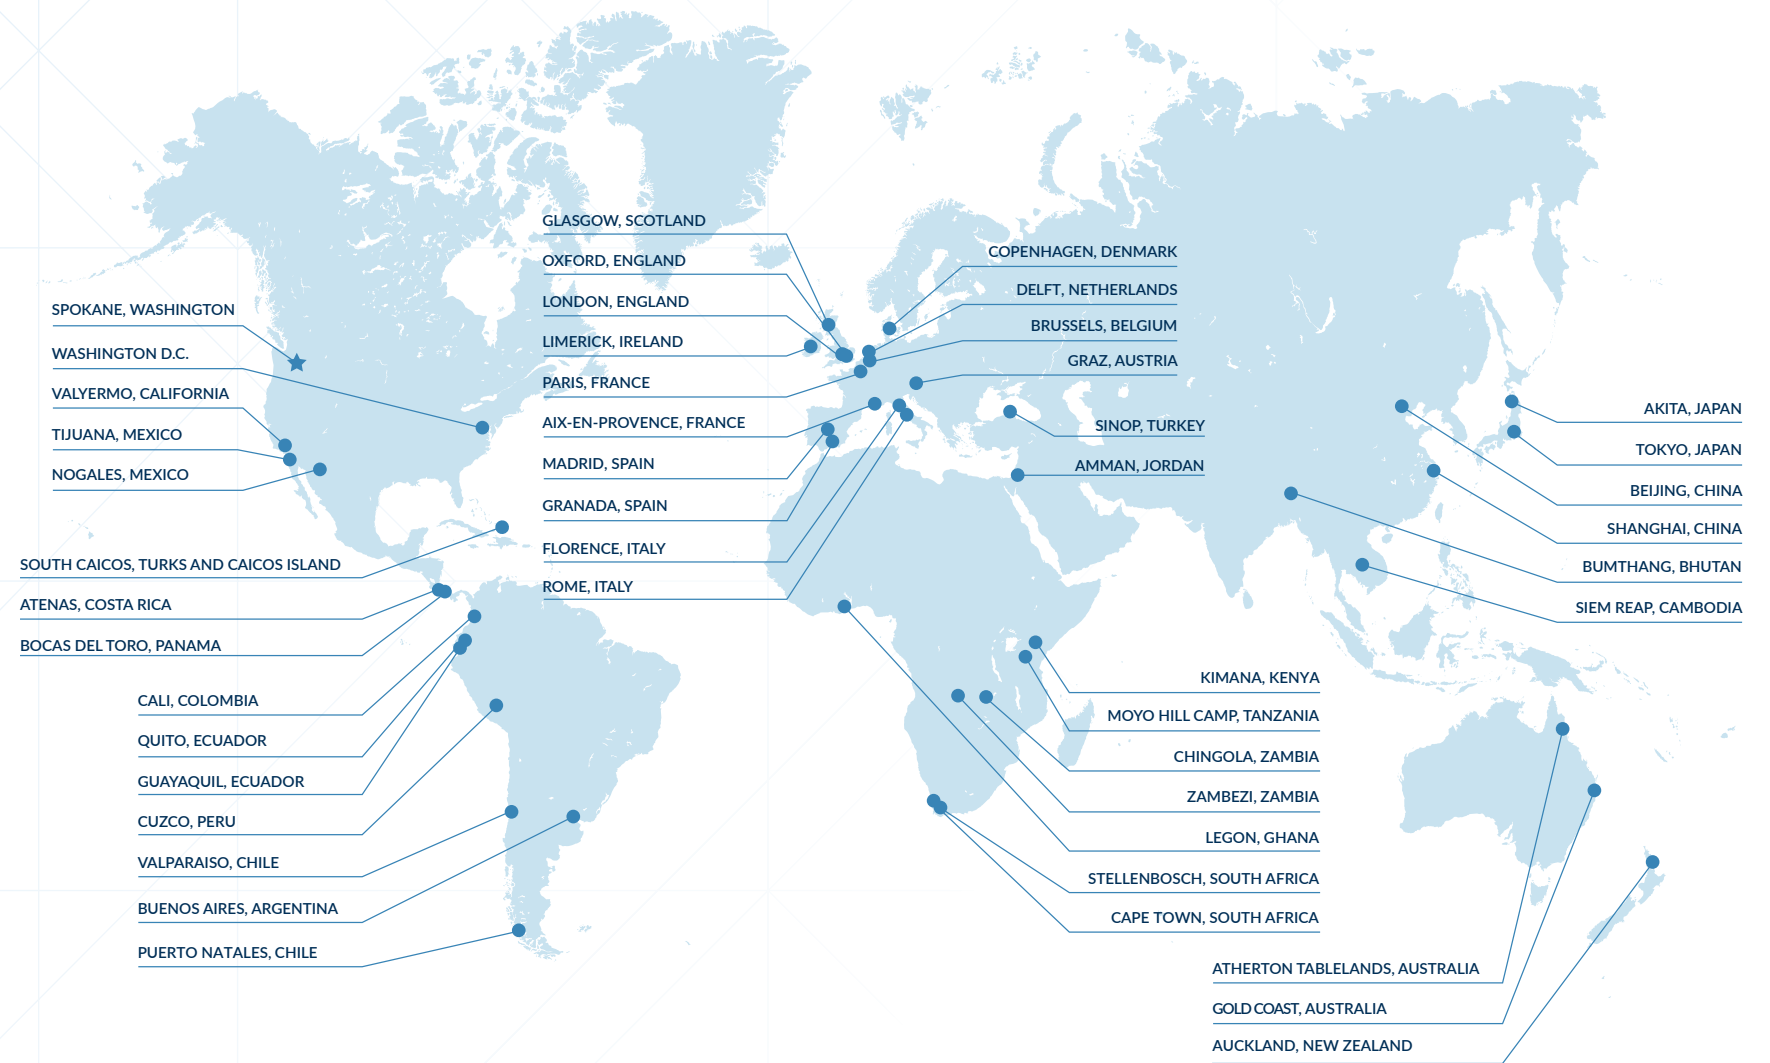 SPOKANE, WASHINGTON
WASHINGTON D.C.
VALYERMO, CALIFORNIA
TIJUANA, MEXICO
NOGALES, MEXICO
SOUTH CAICOS, TURKS AND CAICOS ISLAND
ATENAS, COSTA RICA
BOCAS DEL TORO, PANAMA
CALI, COLOMBIA
QUITO, ECUADOR
GUAYAQUIL, ECUADOR
CUZCO, PERU
VALPARAISO, CHILE
BUENOS AIRES, ARGENTINA
PUERTO NATALES, CHILE
GLASGOW, SCOTLAND
OXFORD, ENGLAND
LONDON, ENGLAND
LIMERICK, IRELAND
PARIS, FRANCE
AIX-EN-PROVENCE, FRANCE
MADRID, SPAIN
GRANADA, SPAIN
FLORENCE, ITALY
ROME, ITALY
COPENHAGEN, DENMARK
DELFT, NETHERLANDS
BRUSSELS, BELGIUM
GRAZ, AUSTRIA
SINOP, TURKEY
AMMAN, JORDAN
AKITA, JAPAN
TOKYO, JAPAN
BEIJING, CHINA
SHANGHAI, CHINA
BUMTHANG, BHUTAN
SIEM REAP, CAMBODIA
KIMANA, KENYA
MOYO HILL CAMP, TANZANIA
CHINGOLA, ZAMBIA
ZAMBEZI, ZAMBIA
LEGON, GHANA
STELLENBOSCH, SOUTH AFRICA
CAPE TOWN, SOUTH AFRICA
ATHERTON TABLELANDS, AUSTRALIA
GOLD COAST, AUSTRALIA
AUCKLAND, NEW ZEALAND